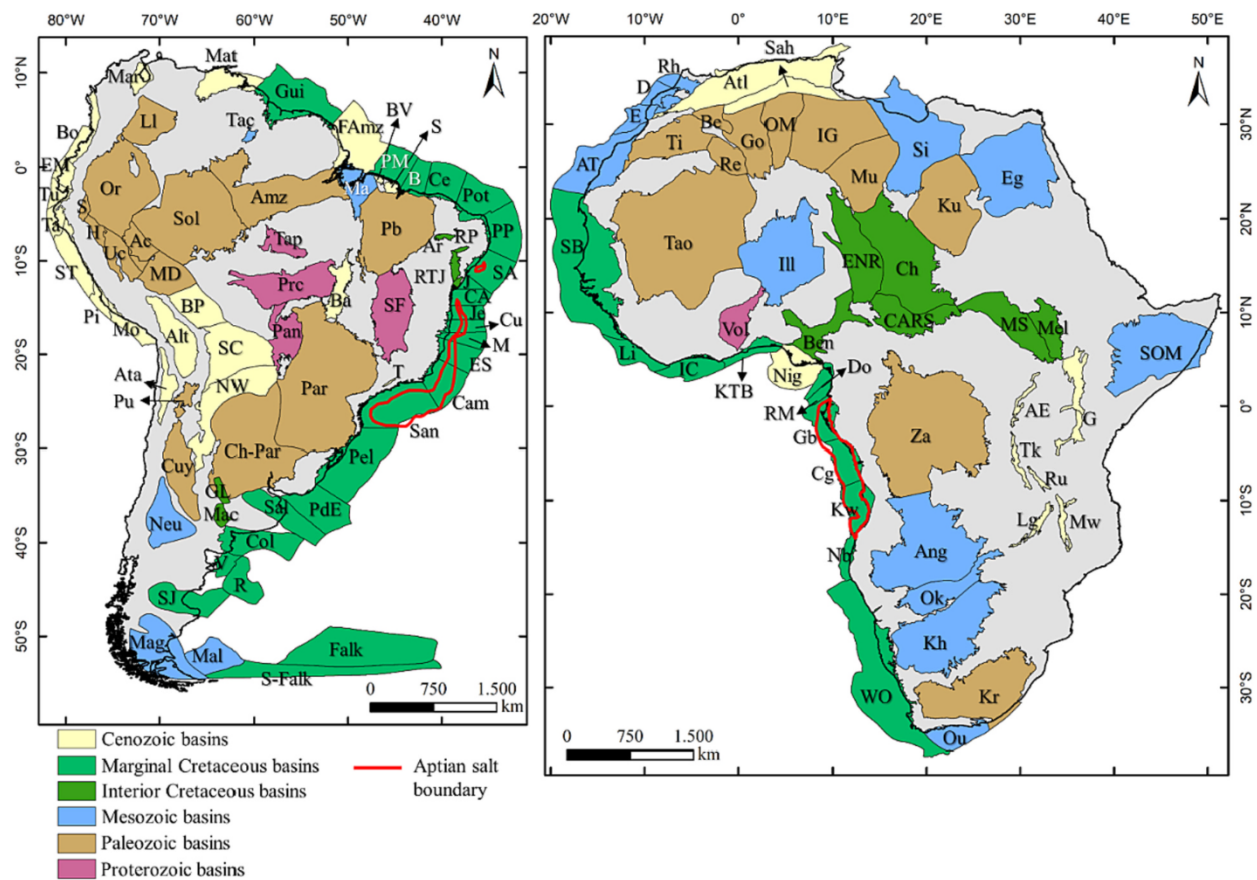 80°W 70°W 60°W 50°W 40°W
20°W 10°W 0° 10°E 20°E 30°E 40°E 50°E
10°N
0°
10°S
20°S
30°S
40°S
50°S
30°N
20°N
10°N
0°
10°S
20°S
30°S
N
Mar
Mat
Gui
BV
S
Bo
Ll
Tac
FAmz
PM
B
Ce
EM
Tu
Or
Ma
Pot
S
Ta
Sol
Amz
Pb
PP
H
Ac
Uc
Tap
Ar
RP
MD
RTJ
J
SA
ST
Prc
CA
BP
Ba
SF
Je
Pi
Mo
Alt
Pan
Cu
SC
M
ES
Ata
NW
T
Pu
Par
Cam
San
Cuy
Ch-Par
Pel
GL
Neu
Mac
Sal
PdE
Col
V
R
SJ
Mag
Mal
Falk
S-Falk
0 750 1.500
km
N
Sah
Rh
D
Atl
E
Be
OM
Ti
Go
IG
AT
Re
Si
Eg
Mu
Ku
SB
Tao
Ill
ENR
Ch
Vol
CARS
MS
Mel
Li
IC
Ben
SOM
KTB
Nig
Do
RM
AE
G
Gb
Za
Tk
Cg
Ru
Kw
Lg
Mw
Nb
Ang
Ok
Kh
WO
Kr
Ou
0 750 1.500
km
Cenozoic basins
Marginal Cretaceous basins
Interior Cretaceous basins
Mesozoic basins
Paleozoic basins
Proterozoic basins
Aptian salt
boundary